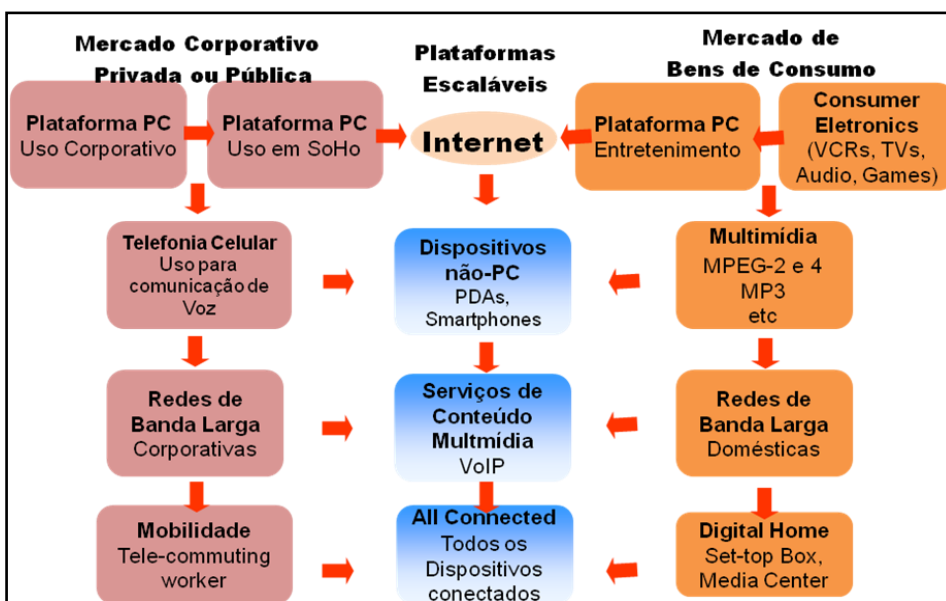 Mercado Corporativo
Privada ou Pública
Plataformas
Escaláveis
Mercado de
Bens de Consumo
Plataforma PC
Uso Corporativo
Plataforma PC
Uso em SoHo
Internet
Plataforma PC
Entretenimento
Consumer
Eletronics
(VCRs, TVs,
Audio, Games)
Telefonia Celular
Uso para
comunicação de
Voz
Dispositivos
não-PC
PDAs,
Smartphones
Multimídia
MPEG-2 e 4
MP3
etc
Redes de
Banda Larga
Corporativas
Serviços de
Conteúdo
Multmídia
VoIP
Redes de
Banda Larga
Domésticas
Mobilidade
Tele-commuting
worker
All Connected
Todos os
Dispositivos
conectados
Digital Home
Set-top Box,
Media Center